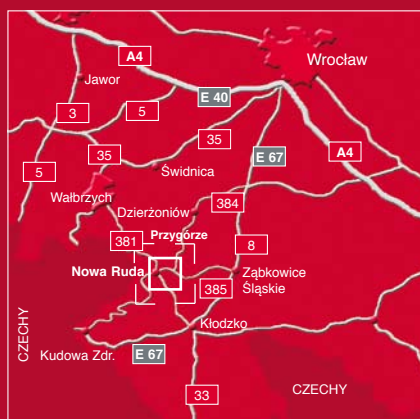 A4
Wrocław
Jawor
E 40
3
5
35
A4
35
E 67
5
Świdnica
Wałbrzych
384
Dzierżoniów
381
Przygórze
8
Nowa Ruda
Ząbkowice
Śląskie
385
Kłodzko
CZECHY
Kudowa Zdr.
E 67
CZECHY
33